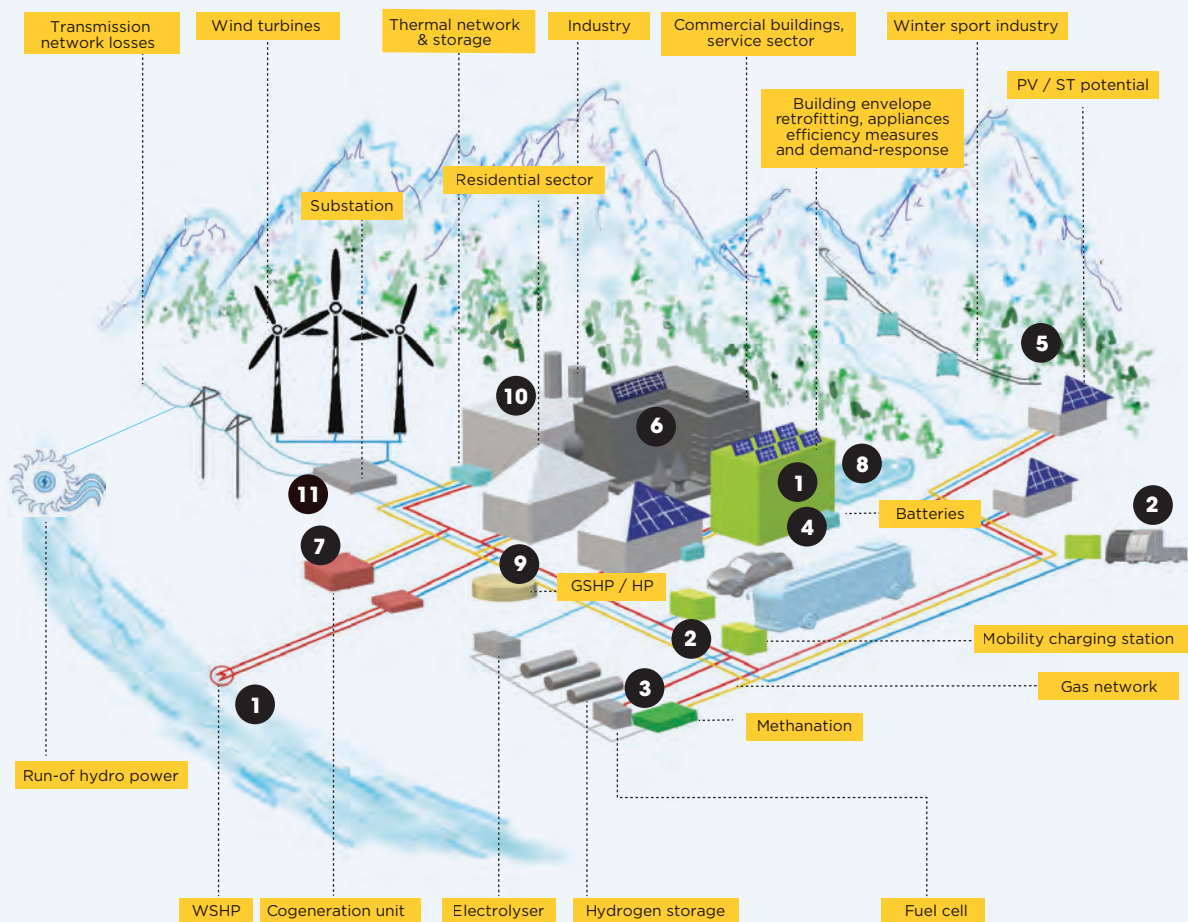 Transmission
network losses
Wind turbines
Thermal network
& storage
Industry
Commercial buildings,
service sector
Winter sport industry
PV / ST potential
Building envelope
retrofitting, appliances
efficiency measures
and demand-response
Residential sector
Substation
5
10
6
8
1
11
2
4
Batteries
7
9
GSHP / HP
2
Mobility charging station
3
Gas network
1
Methanation
Run-of hydro power
WSHP
Cogeneration unit
Electrolyser
Hydrogen storage
Fuel cell